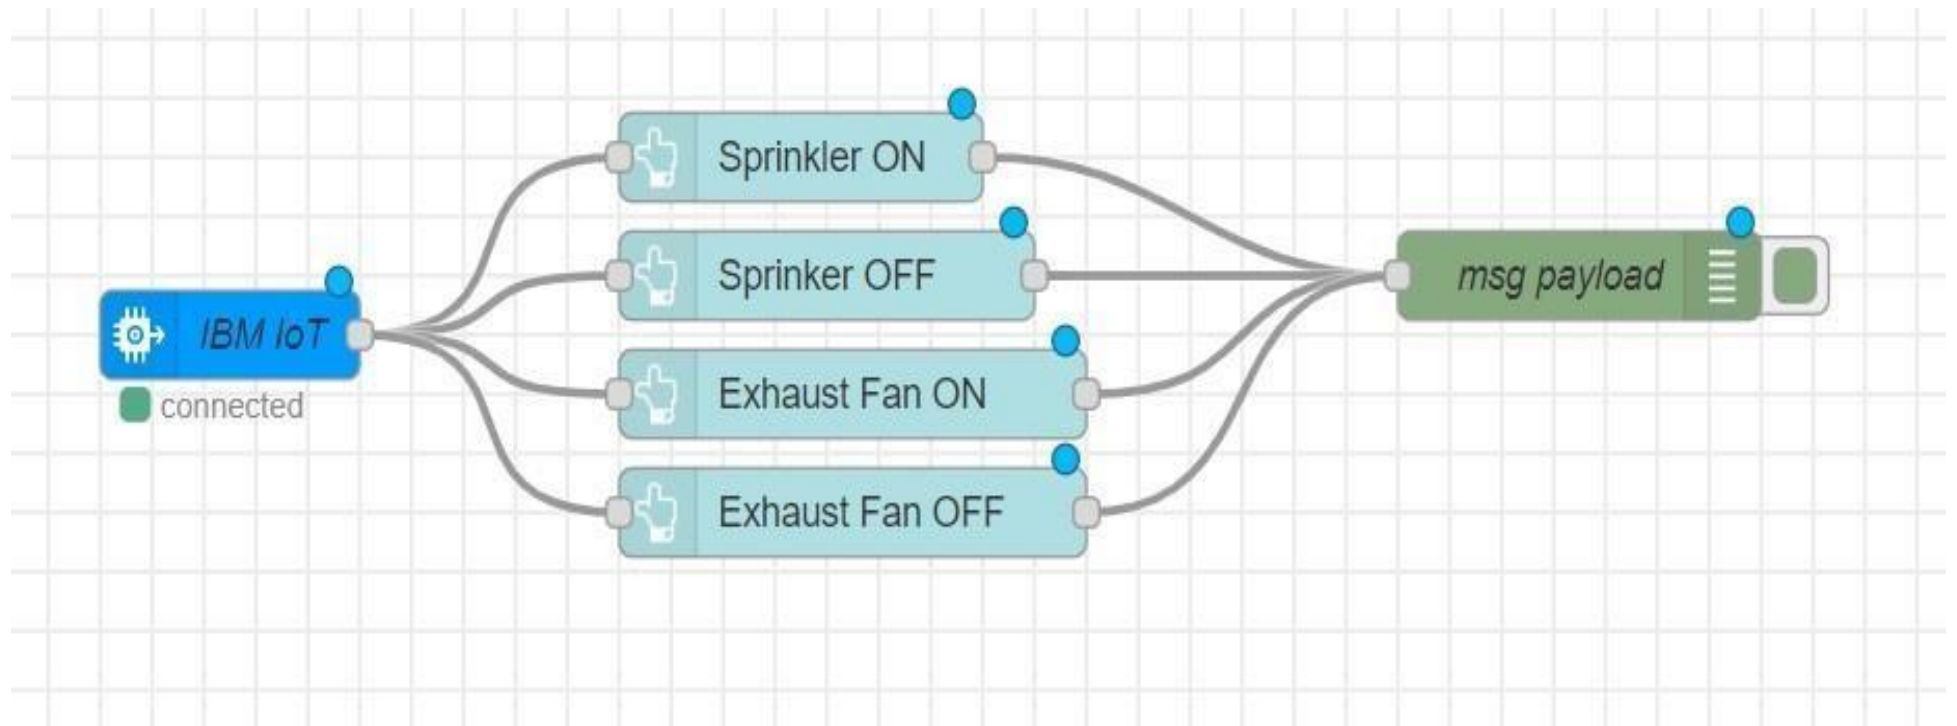 Sprinkler ON
Sprinker OFF
msg payload
IBM IoT
connected
Exhaust Fan ON
Exhaust Fan OFF